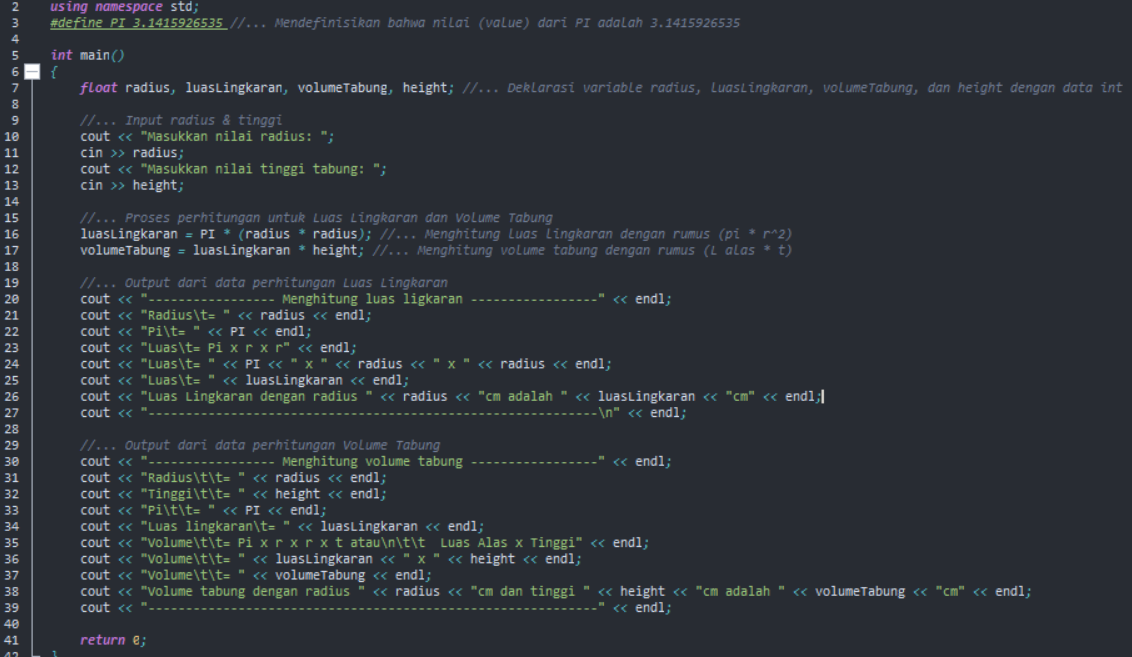 2 using namespace std;
3 #define PI 3.1415926535 //... Mendefinisikan bahwa nilai (value) dari PI adalah 3.1415926535
4
5 int main()
6 {
7 float radius, luasLingkaran, volumeTabung, height; //... Deklarasi variable radius, luasLingkaran, volumeTabung, dan height dengan data int
8
9 //... Input radius & tinggi
10 cout << "Masukkan nilai radius: ";
11 cin >> radius;
12 cout << "Masukkan nilai tinggi tabung: ";
13 cin >> height;
14
15 //... Proses perhitungan untuk Luas Lingkaran dan Volume Tabung
16 luasLingkaran = PI * (radius * radius); //... Menghitung luas lingkaran dengan rumus (pi * r^2)
17 volumeTabung = luasLingkaran * height; //... Menghitung volume tabung dengan rumus (L alas * t)
18
19 //... Output dari data perhitungan Luas Lingkaran
20 cout << "----------------- Menghitung luas ligkaran -----------------" << endl;
21 cout << "Radius\t= " << radius << endl;
22 cout << "Pi\t= " << PI << endl;
23 cout << "Luas\t= Pi x r x r" << endl;
24 cout << "Luas\t= " << PI << " x " << radius << " x " << radius << endl;
25 cout << "Luas\t= " << luasLingkaran << endl;
26 cout << "Luas Lingkaran dengan radius " << radius << "cm adalah " << luasLingkaran << "cm" << endl;
27 cout << "------------------------------------------------------------\n" << endl;
28
29 //... Output dari data perhitungan Volume Tabung
30 cout << "----------------- Menghitung volume tabung -----------------" << endl;
31 cout << "Radius\t\t= " << radius << endl;
32 cout << "Tinggi\t\t= " << height << endl;
33 cout << "Pi\t\t= " << PI << endl;
34 cout << "Luas lingkaran\t= " << luasLingkaran << endl;
35 cout << "Volume\t\t= Pi x r x r x t atau\n\t\t  Luas Alas x Tinggi" << endl;
36 cout << "Volume\t\t= " << luasLingkaran << " x " << height << endl;
37 cout << "Volume\t\t= " << volumeTabung << endl;
38 cout << "Volume tabung dengan radius " << radius << "cm dan tinggi " << height << "cm adalah " << volumeTabung << "cm" << endl;
39 cout << "------------------------------------------------------------" << endl;
40
41 return 0;
42 }